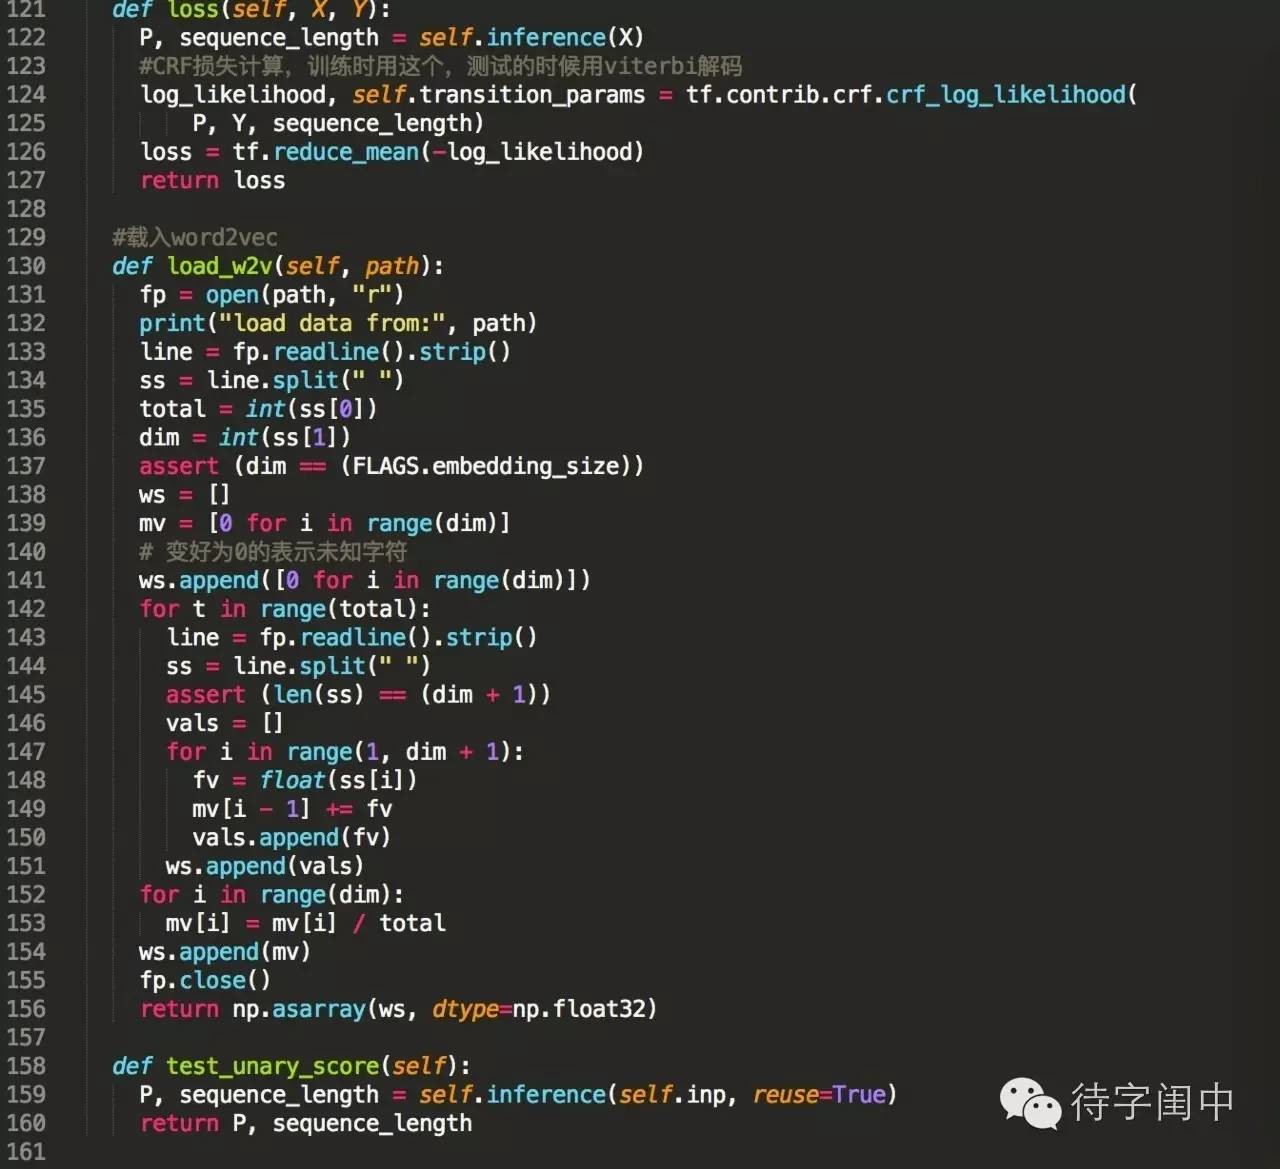 121 def loss(self, X, Y):
122 P, sequence_length = self.inference(X)
123 #CRF损失计算，训练时用这个，测试的时候用viterbi解码
124 log_likelihood, self.transition_params = tf.contrib.crf.crf_log_likelihood(
125 P, Y, sequence_length)
126 loss = tf.reduce_mean(-log_likelihood)
127 return loss
128
129 #载入word2vec
130 def load_w2v(self, path):
131 fp = open(path, "r")
132 print("load data from:", path)
133 line = fp.readline().strip()
134 ss = line.split(" ")
135 total = int(ss[0])
136 dim = int(ss[1])
137 assert (dim == (FLAGS.embedding_size))
138 ws = []
139 mv = [0 for i in range(dim)]
140 # 变好为0的表示未知字符
141 ws.append([0 for i in range(dim)])
142 for t in range(total):
143 line = fp.readline().strip()
144 ss = line.split(" ")
145 assert (len(ss) == (dim + 1))
146 vals = []
147 for i in range(1, dim + 1):
148 fv = float(ss[i])
149 mv[i - 1] += fv
150 vals.append(fv)
151 ws.append(vals)
152 for i in range(dim):
153 mv[i] = mv[i] / total
154 ws.append(mv)
155 fp.close()
156 return np.asarray(ws, dtype=np.float32)
157
158 def test_unary_score(self):
159 P, sequence_length = self.inference(self.inp, reuse=True)
160 return P, sequence_length
161
待字闺中